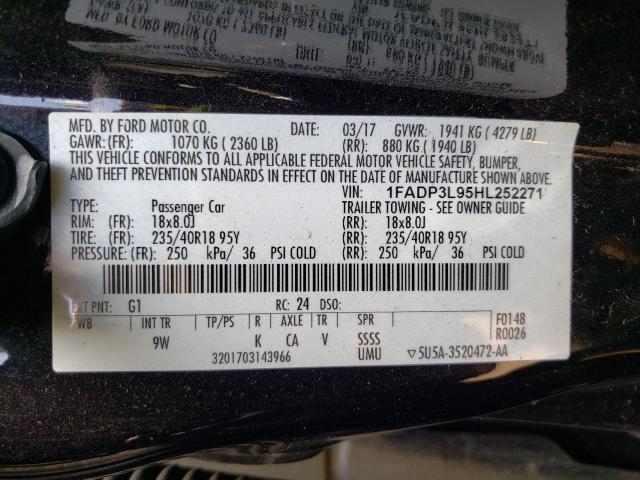 MFD. BY FORD MOTOR CO. DATE: 03/17 GVWR: 1941 KG ( 4279 LB)
GAWR: (FR): 1070 KG ( 2360 LB) (RR): 880 KG ( 1940 LB)
THIS VEHICLE CONFORMS TO ALL APPLICABLE FEDERAL MOTOR VEHICLE SAFETY, BUMPER,
AND THEFT PREVENTION STANDARDS IN EFFECT ON THE DATE OF MANUFACTURE SHOWN ABOVE.
VIN: 1FADP3L95HL252271
TYPE: Passenger Car TRAILER TOWING - SEE OWNER GUIDE
RIM: (FR): 18x8.0J (RR): 18x8.0J
TIRE: (FR): 235/40R18 95Y (RR): 235/40R18 95Y
PRESSURE: (FR): 250 kPa/ 36 PSI COLD (RR): 250 kPa/ 36 PSI COLD
EXT PNT: G1 RC: 24 DSO:
WB INT TR TP/PS R AXLE TR SPR F0148
9W K CA V SSSS R0026
3201703143966 UMU ▽5U5A-3520472-AA